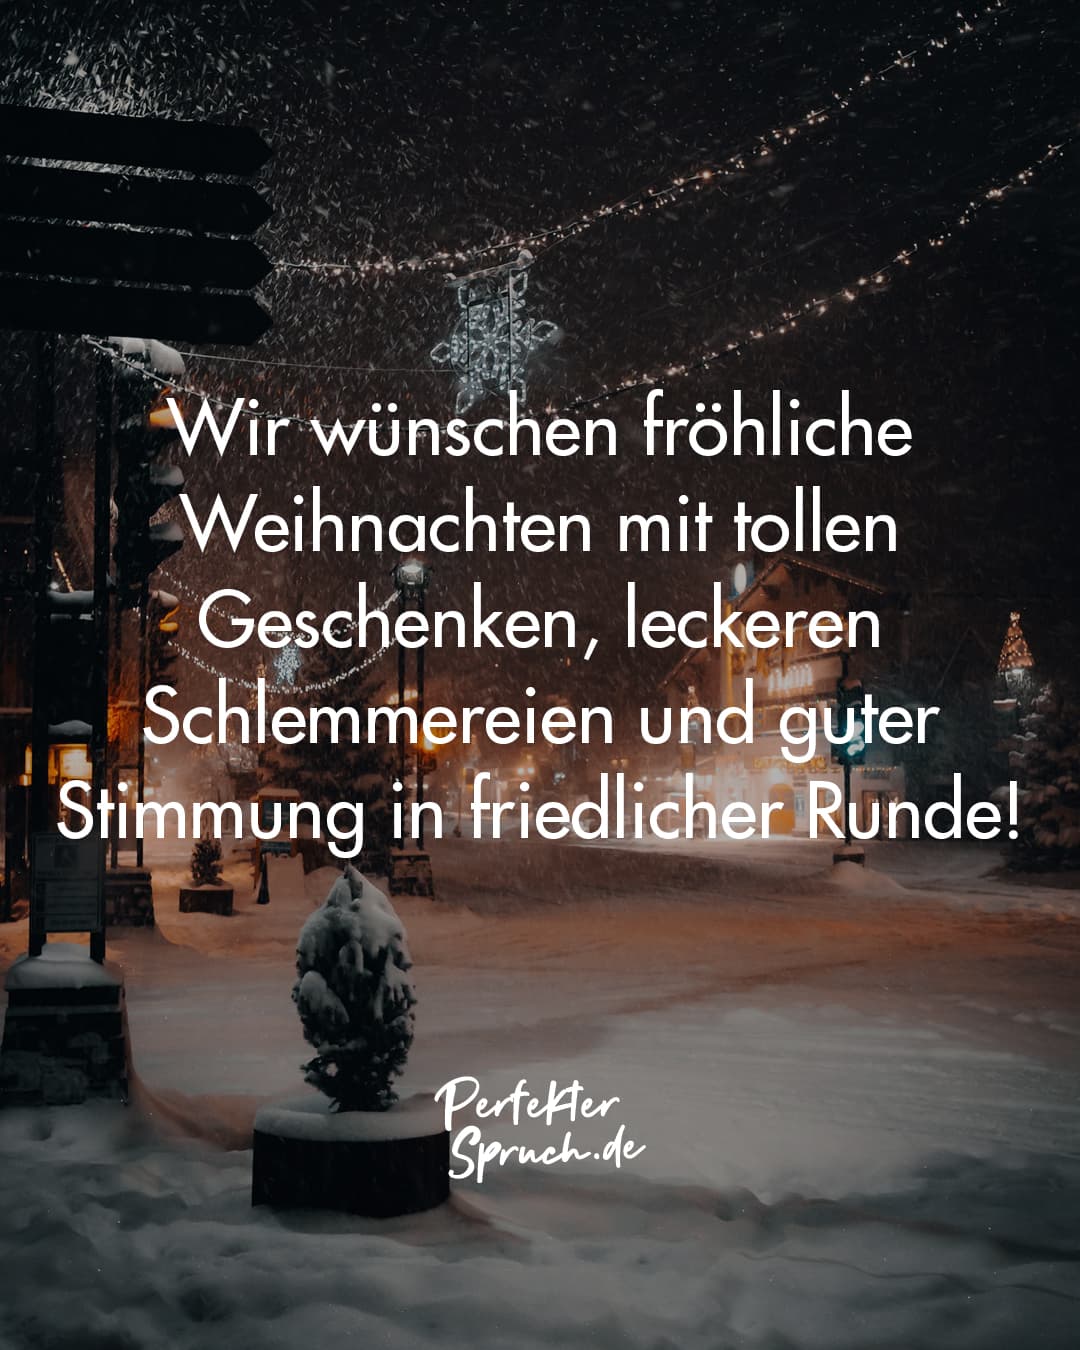 Wir wünschen fröhliche
Weihnachten mit tollen
Geschenken, leckeren
Schlemmereien und guter
Stimmung in friedlicher Runde!
Perfekter
Spruch.de